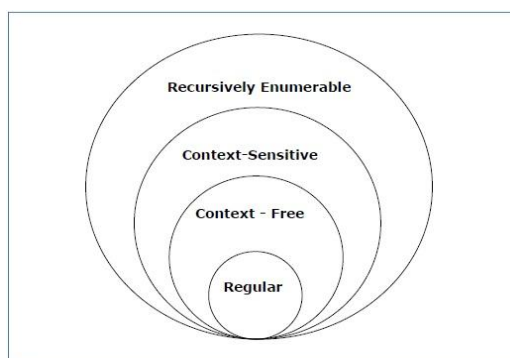 Recursively Enumerable
Context-Sensitive
Context - Free
Regular